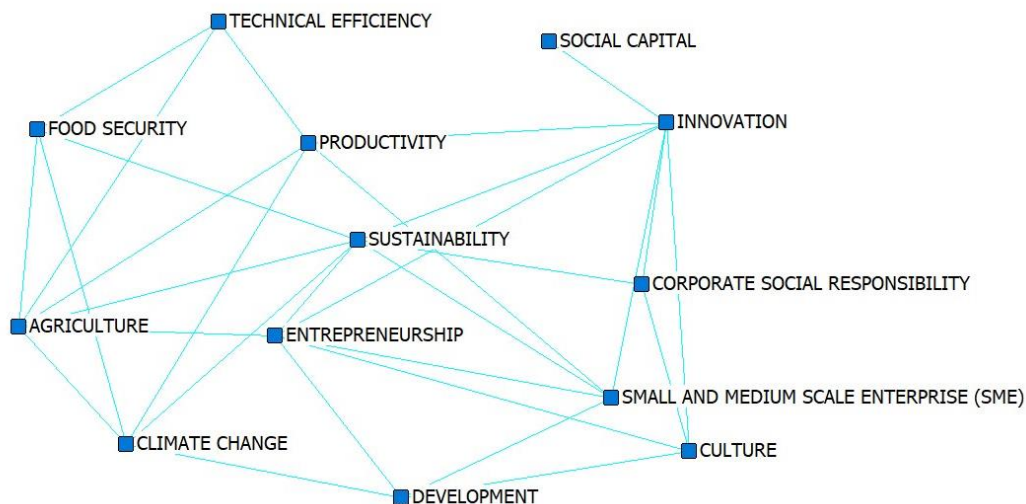 TECHNICAL EFFICIENCY
SOCIAL CAPITAL
FOOD SECURITY
INNOVATION
PRODUCTIVITY
SUSTAINABILITY
CORPORATE SOCIAL RESPONSIBILITY
AGRICULTURE
ENTREPRENEURSHIP
SMALL AND MEDIUM SCALE ENTERPRISE (SME)
CLIMATE CHANGE
CULTURE
DEVELOPMENT